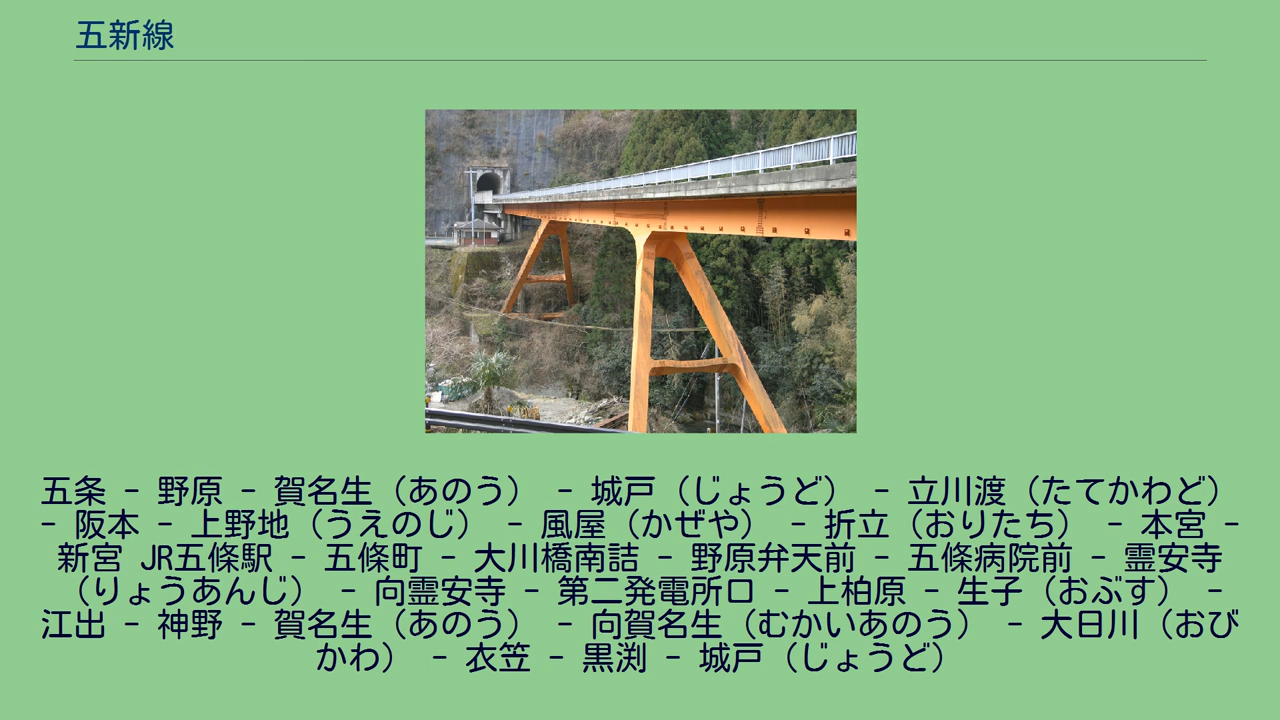 五新線
五条 − 野原 − 賀名生（あのう） − 城戸（じょうど） − 立川渡（たてかわど）
− 阪本 − 上野地（うえのじ） − 風屋（かぜや） − 折立（おりたち） − 本宮 −
新宮 JR五條駅 − 五條町 − 大川橋南詰 − 野原弁天前 − 五條病院前 − 霊安寺
（りょうあんじ） − 向霊安寺 − 第二発電所口 − 上柏原 − 生子（おぶす） −
江出 − 神野 − 賀名生（あのう） − 向賀名生（むかいあのう） − 大日川（おび
かわ） − 衣笠 − 黒渕 − 城戸（じょうど）